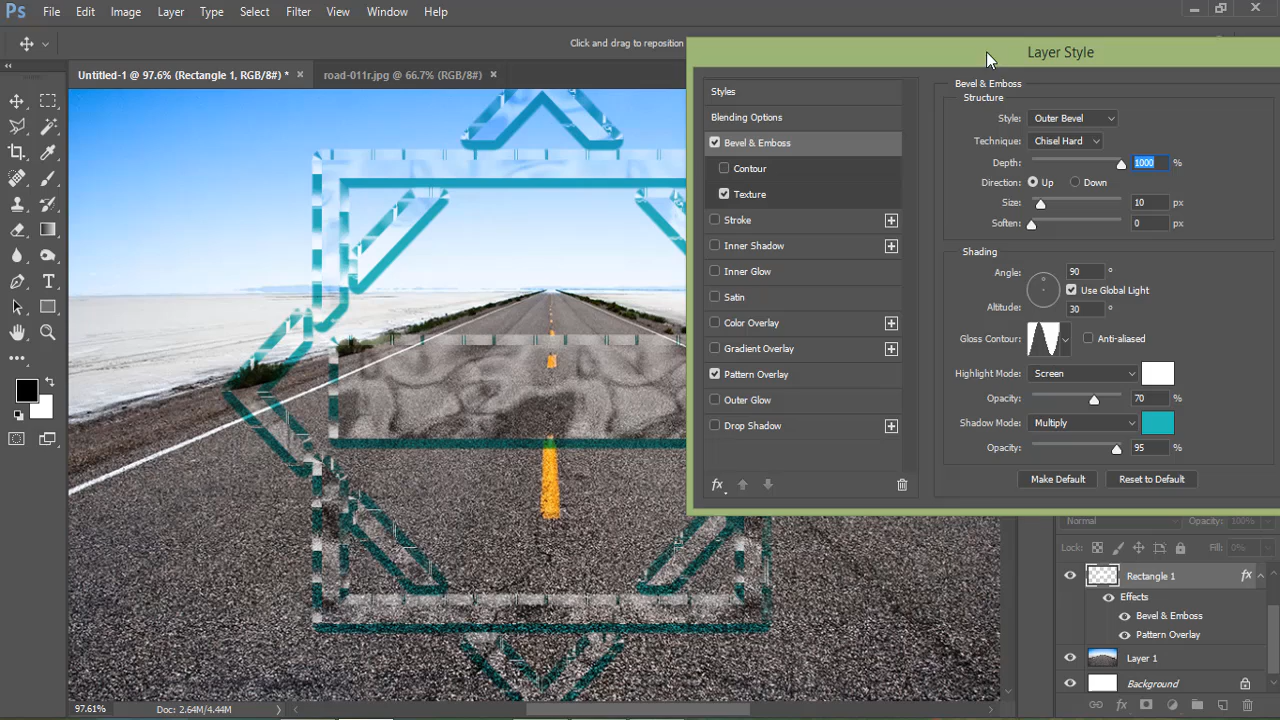 Ps File Edit Image Layer Type Select Filter View Window Help
Click and drag to reposition
Layer Style
Untitled-1 @ 97.6% (Rectangle 1, RGB/8#) * ×
road-011r.jpg @ 66.7% (RGB/8#) ×
Styles
Blending Options
Bevel & Emboss
Contour
Texture
Stroke
Inner Shadow
Inner Glow
Satin
Color Overlay
Gradient Overlay
Pattern Overlay
Outer Glow
Drop Shadow
fx
Bevel & Emboss
Structure
Style: Outer Bevel
Technique: Chisel Hard
Depth: 1000 %
Direction: Up Down
Size: 10 px
Soften: 0 px
Shading
Angle: 90 °
Use Global Light
Altitude: 30 °
Gloss Contour: Anti-aliased
Highlight Mode: Screen
Opacity: 70 %
Shadow Mode: Multiply
Opacity: 95 %
Make Default Reset to Default
Normal Opacity: 100%
Lock: Fill: 0%
Rectangle 1 fx
Effects
Bevel & Emboss
Pattern Overlay
Layer 1
Background
fx
97.61% Doc: 2.64M/4.44M